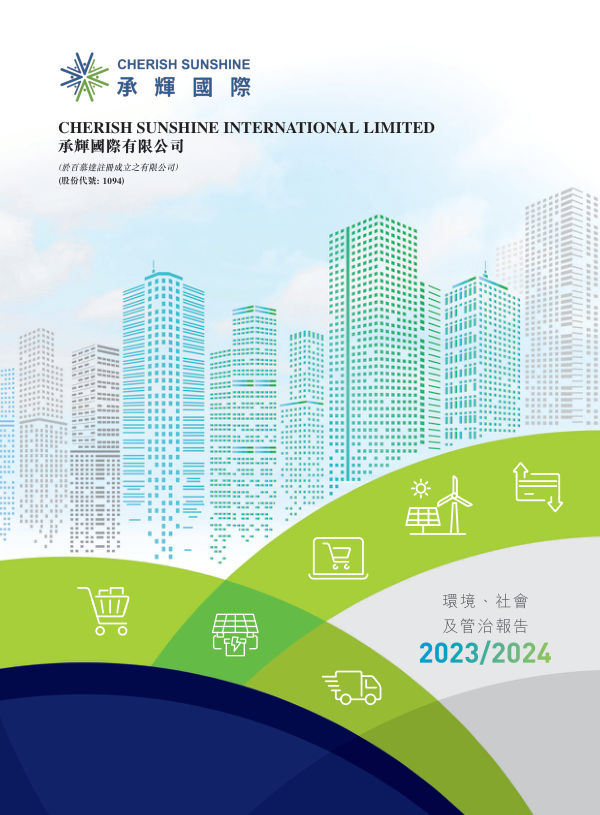 CHERISH SUNSHINE
承輝國際
CHERISH SUNSHINE INTERNATIONAL LIMITED
承輝國際有限公司
(於百慕達註冊成立之有限公司)
(股份代號: 1094)
環境、社會
及管治報告
2023/2024